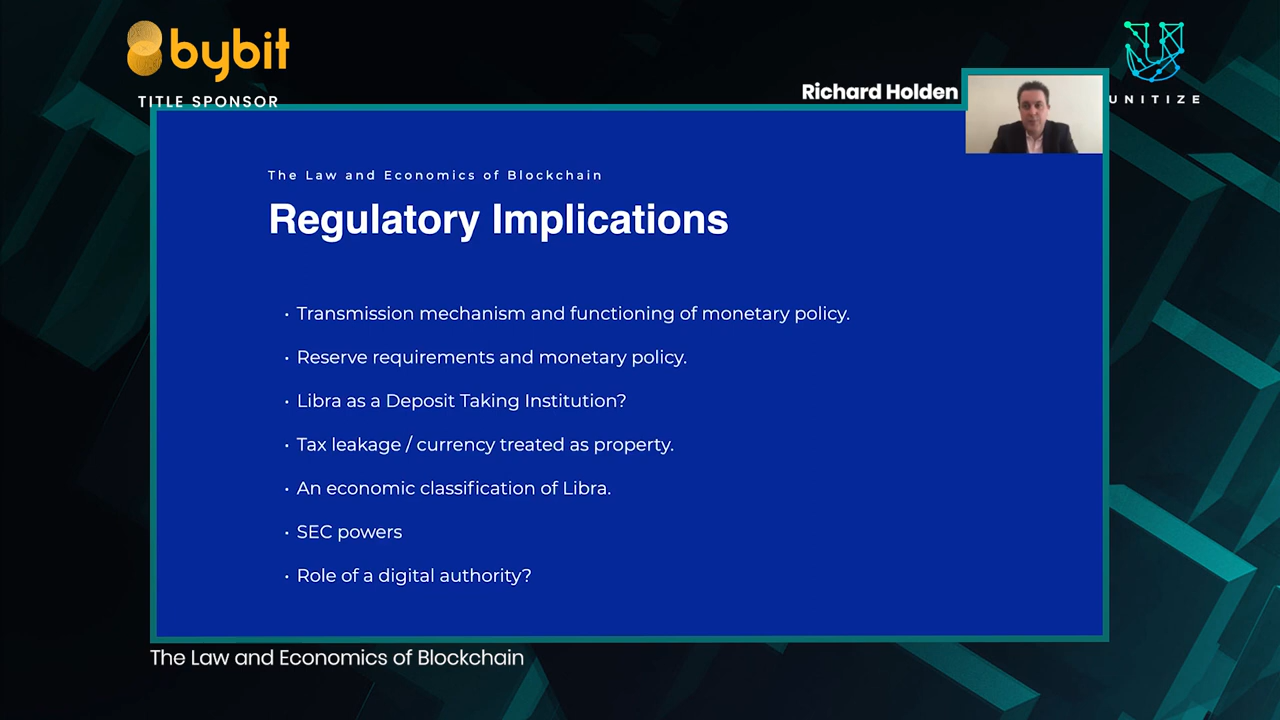 bybit
TITLE SPONSOR
Richard Holden
UNITIZE
The Law and Economics of Blockchain
Regulatory Implications
· Transmission mechanism and functioning of monetary policy.
· Reserve requirements and monetary policy.
· Libra as a Deposit Taking Institution?
· Tax leakage / currency treated as property.
· An economic classification of Libra.
· SEC powers
· Role of a digital authority?
The Law and Economics of Blockchain